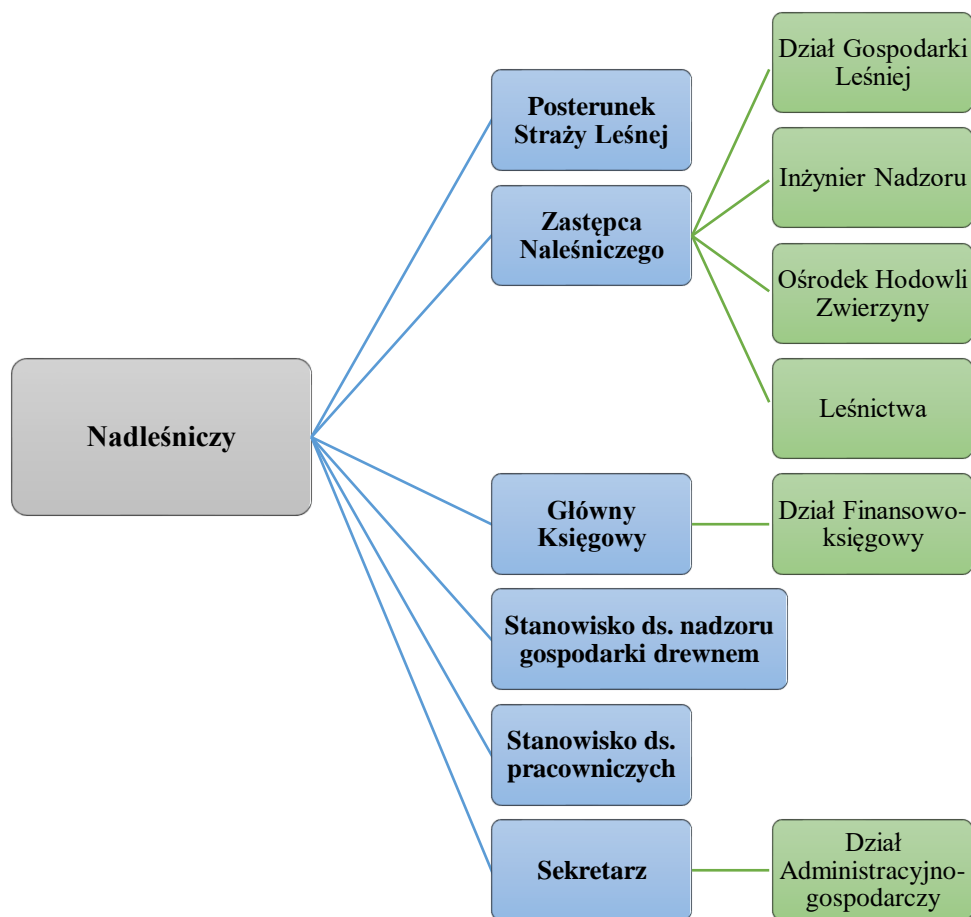 Nadleśniczy
Posterunek
Straży Leśnej
Zastępca
Naleśniczego
Dział Gospodarki
Leśniej
Inżynier Nadzoru
Ośrodek Hodowli
Zwierzyny
Leśnictwa
Główny
Księgowy
Dział Finansowo-
księgowy
Stanowisko ds. nadzoru
gospodarki drewnem
Stanowisko ds.
pracowniczych
Sekretarz
Dział
Administracyjno-
gospodarczy